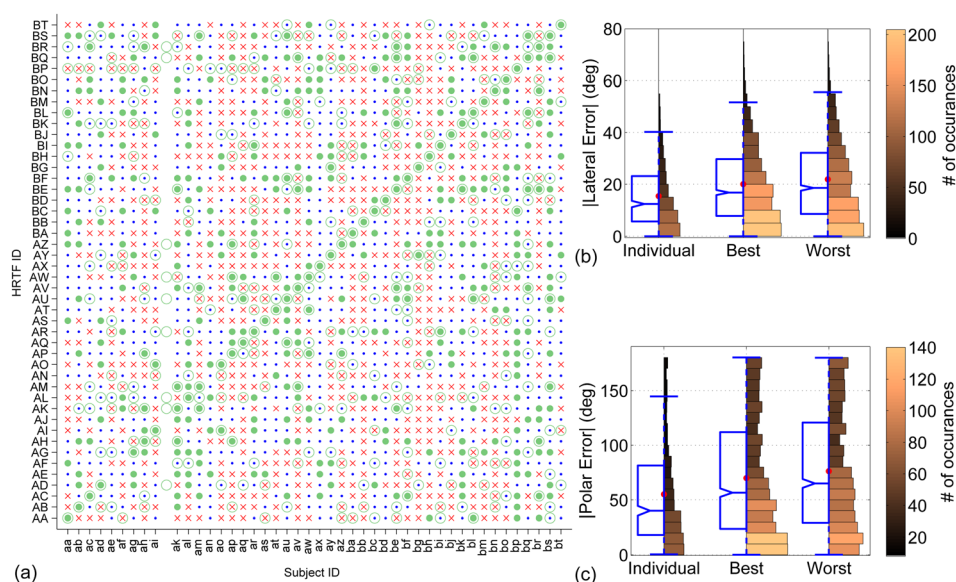 BT
BS
BR
BQ
BP
BO
BN
BM
BL
BK
BJ
BI
BH
BG
BF
BE
BD
BC
BB
BA
AZ
AY
AX
AW
AV
AU
AT
AS
AR
AQ
AP
AO
AN
AM
AL
AK
AJ
AI
AH
AG
AF
AE
AD
AC
AB
AA
HRTF ID
aa ab ac ad ae af ag ah ai ak al am an ao ap aq ar as at au av aw ax ay az ba bb bc bd be bf bg bh bi bj bk bl bm bn bo bp bq br bs bt
Subject ID
(a)
|Lateral Error| (deg)
80
60
40
20
0
Individual Best Worst
(b)
200
150
100
50
0
# of occurances
|Polar Error| (deg)
150
100
50
0
Individual Best Worst
(c)
140
120
100
80
60
40
20
# of occurances